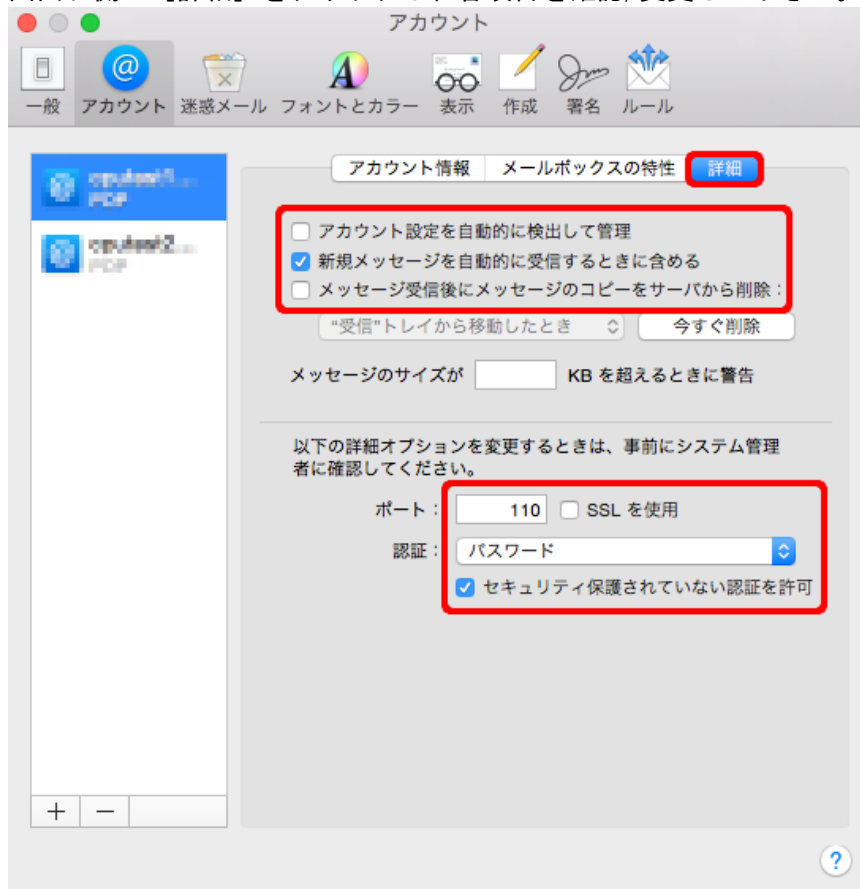 アカウント
一般 アカウント 迷惑メール フォントとカラー 表示 作成 署名 ルール
アカウント情報 メールボックスの特性 詳細
POP
アカウント設定を自動的に検出して管理
新規メッセージを自動的に受信するときに含める
メッセージ受信後にメッセージのコピーをサーバから削除：
"受信"トレイから移動したとき 今すぐ削除
メッセージのサイズが KB を超えるときに警告
以下の詳細オプションを変更するときは、事前にシステム管理
者に確認してください。
ポート： 110 SSL を使用
認証： パスワード
セキュリティ保護されていない認証を許可
+ −
?